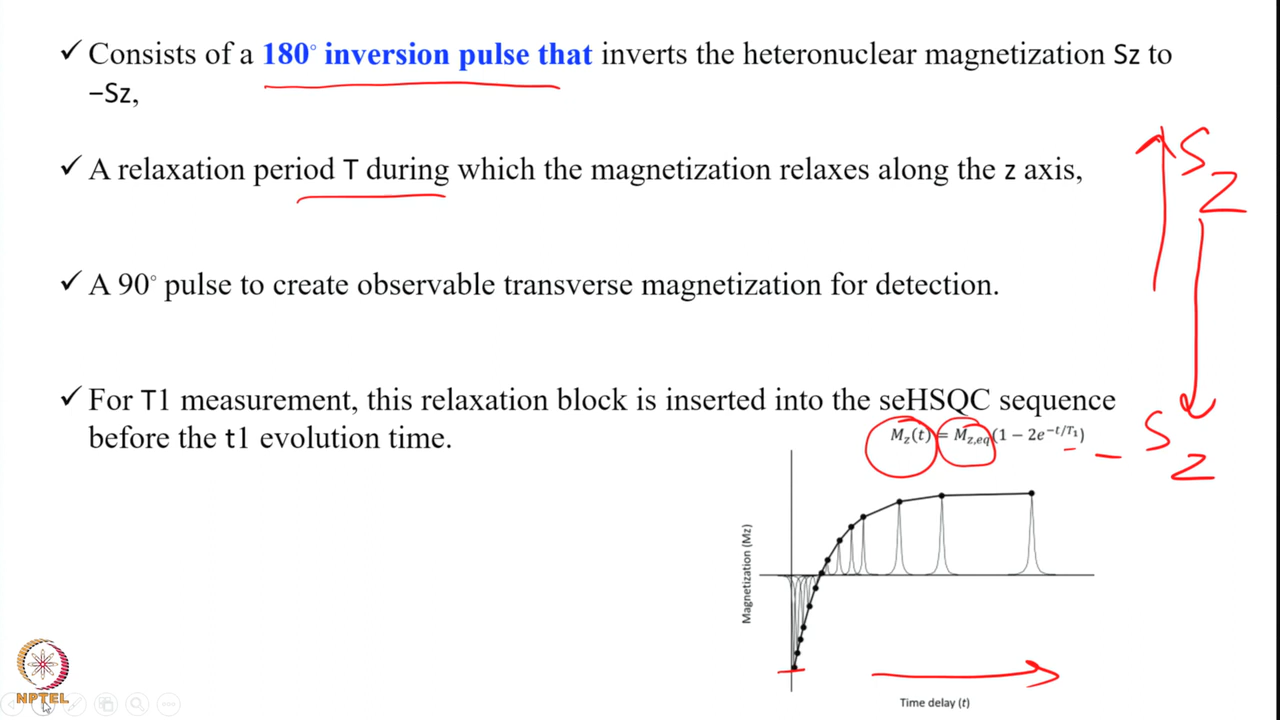 ✓ Consists of a 180° inversion pulse that inverts the heteronuclear magnetization Sz to
−Sz,
✓ A relaxation period T during which the magnetization relaxes along the z axis,
✓ A 90° pulse to create observable transverse magnetization for detection.
✓ For T1 measurement, this relaxation block is inserted into the seHSQC sequence
before the t1 evolution time.
Sz
- Sz
Mz(t) = Mz,eq(1 − 2e^−t/T1)
Magnetization (Mz)
Time delay (t)
NPTEL